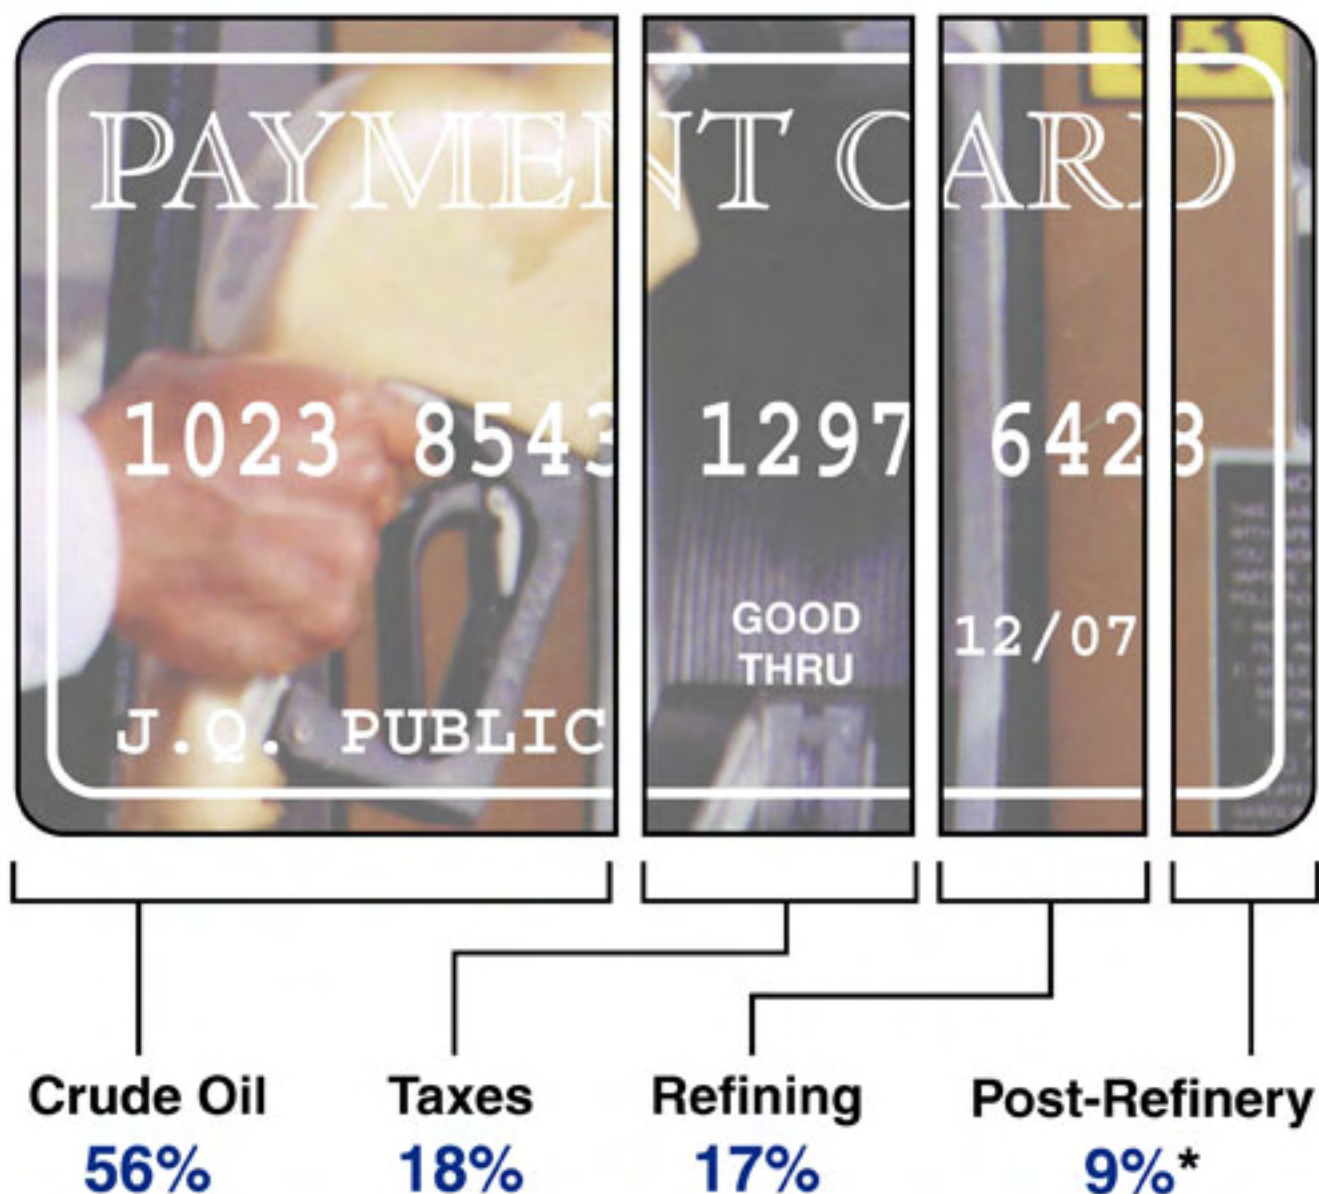 PAYMENT CARD
1023 8543 1297 6428
GOOD
THRU
12/07
J.Q. PUBLIC
Crude Oil
Taxes
Refining
Post-Refinery
56%
18%
17%
9%*